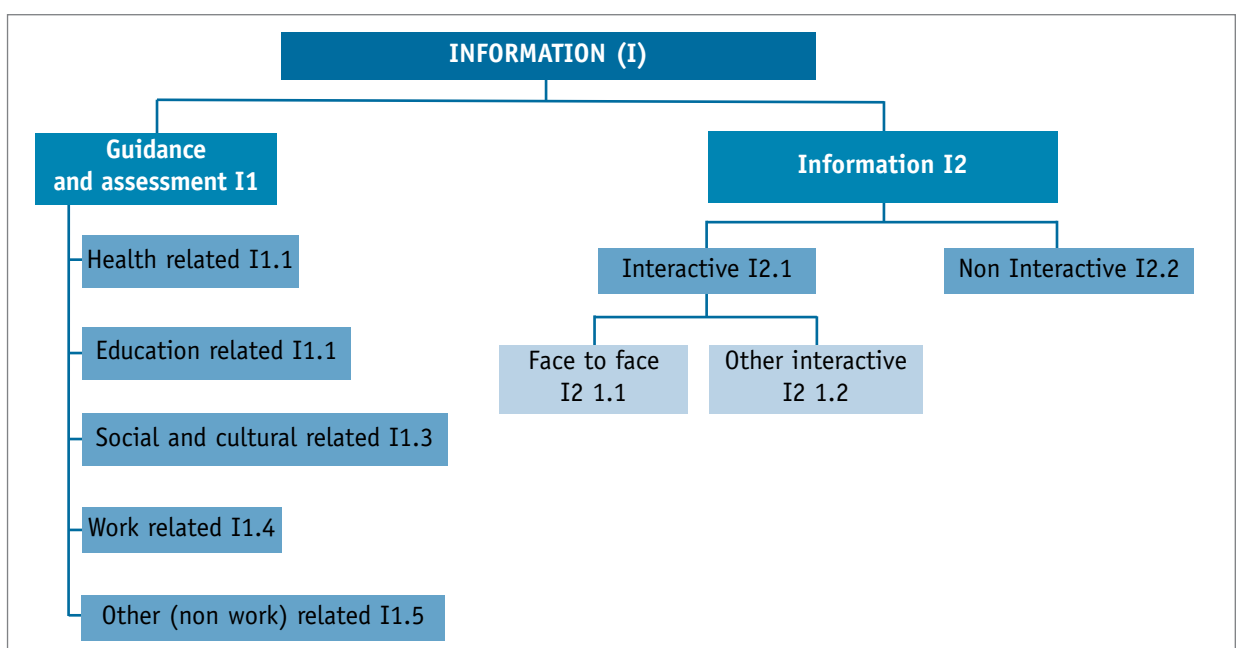 INFORMATION (I)
Guidance
and assessment I1
Health related I1.1
Education related I1.1
Social and cultural related I1.3
Work related I1.4
Other (non work) related I1.5
Information I2
Interactive I2.1
Non Interactive I2.2
Face to face
I2 1.1
Other interactive
I2 1.2